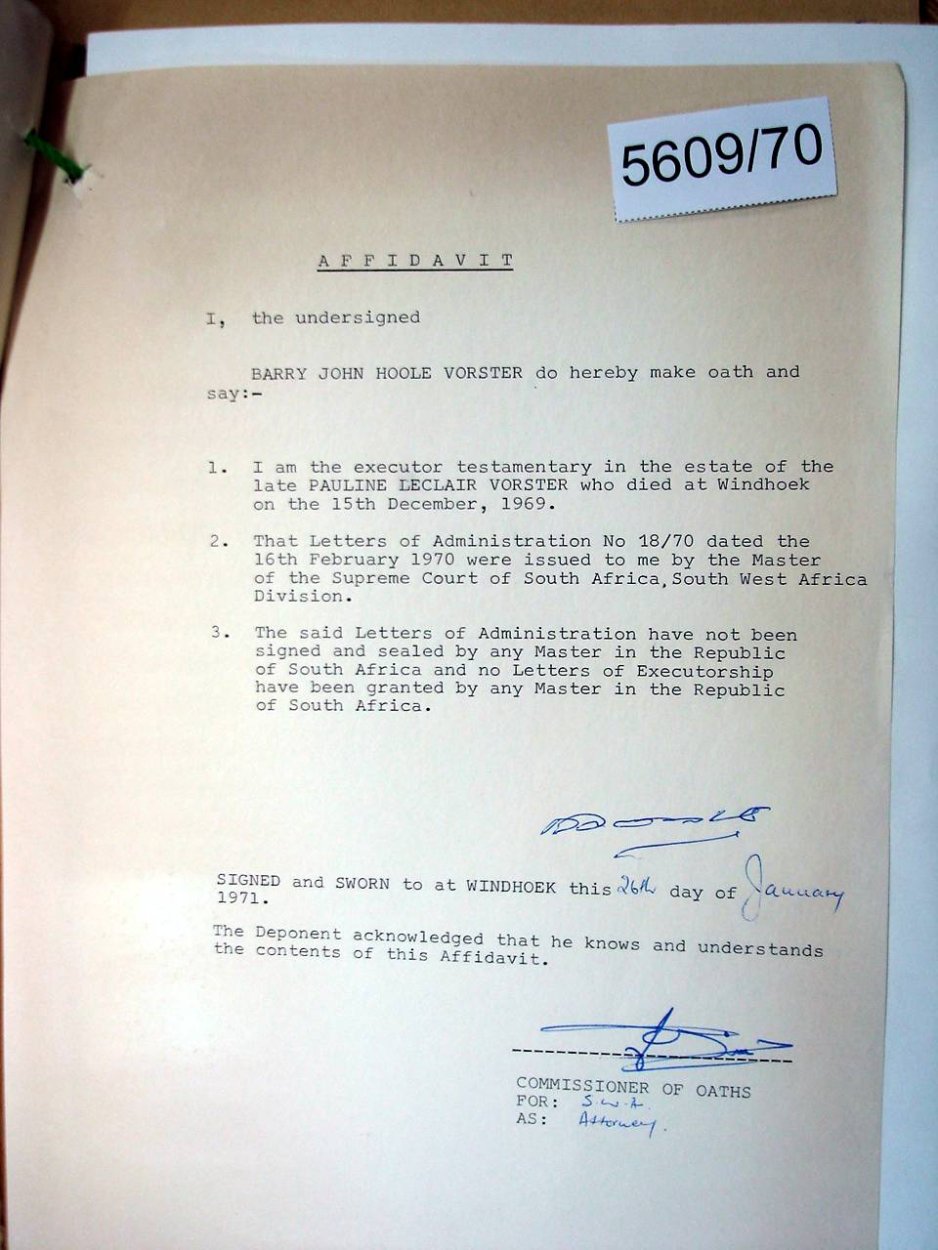 5609/70
A F F I D A V I T
I, the undersigned
BARRY JOHN HOOLE VORSTER do hereby make oath and
say:-
1. I am the executor testamentary in the estate of the
late PAULINE LECLAIR VORSTER who died at Windhoek
on the 15th December, 1969.
2. That Letters of Administration No 18/70 dated the
16th February 1970 were issued to me by the Master
of the Supreme Court of South Africa, South West Africa
Division.
3. The said Letters of Administration have not been
signed and sealed by any Master in the Republic
of South Africa and no Letters of Executorship
have been granted by any Master in the Republic
of South Africa.
SIGNED and SWORN to at WINDHOEK this 26th day of January
1971.
The Deponent acknowledged that he knows and understands
the contents of this Affidavit.
COMMISSIONER OF OATHS
FOR: S.W.A.
AS: Attorney.